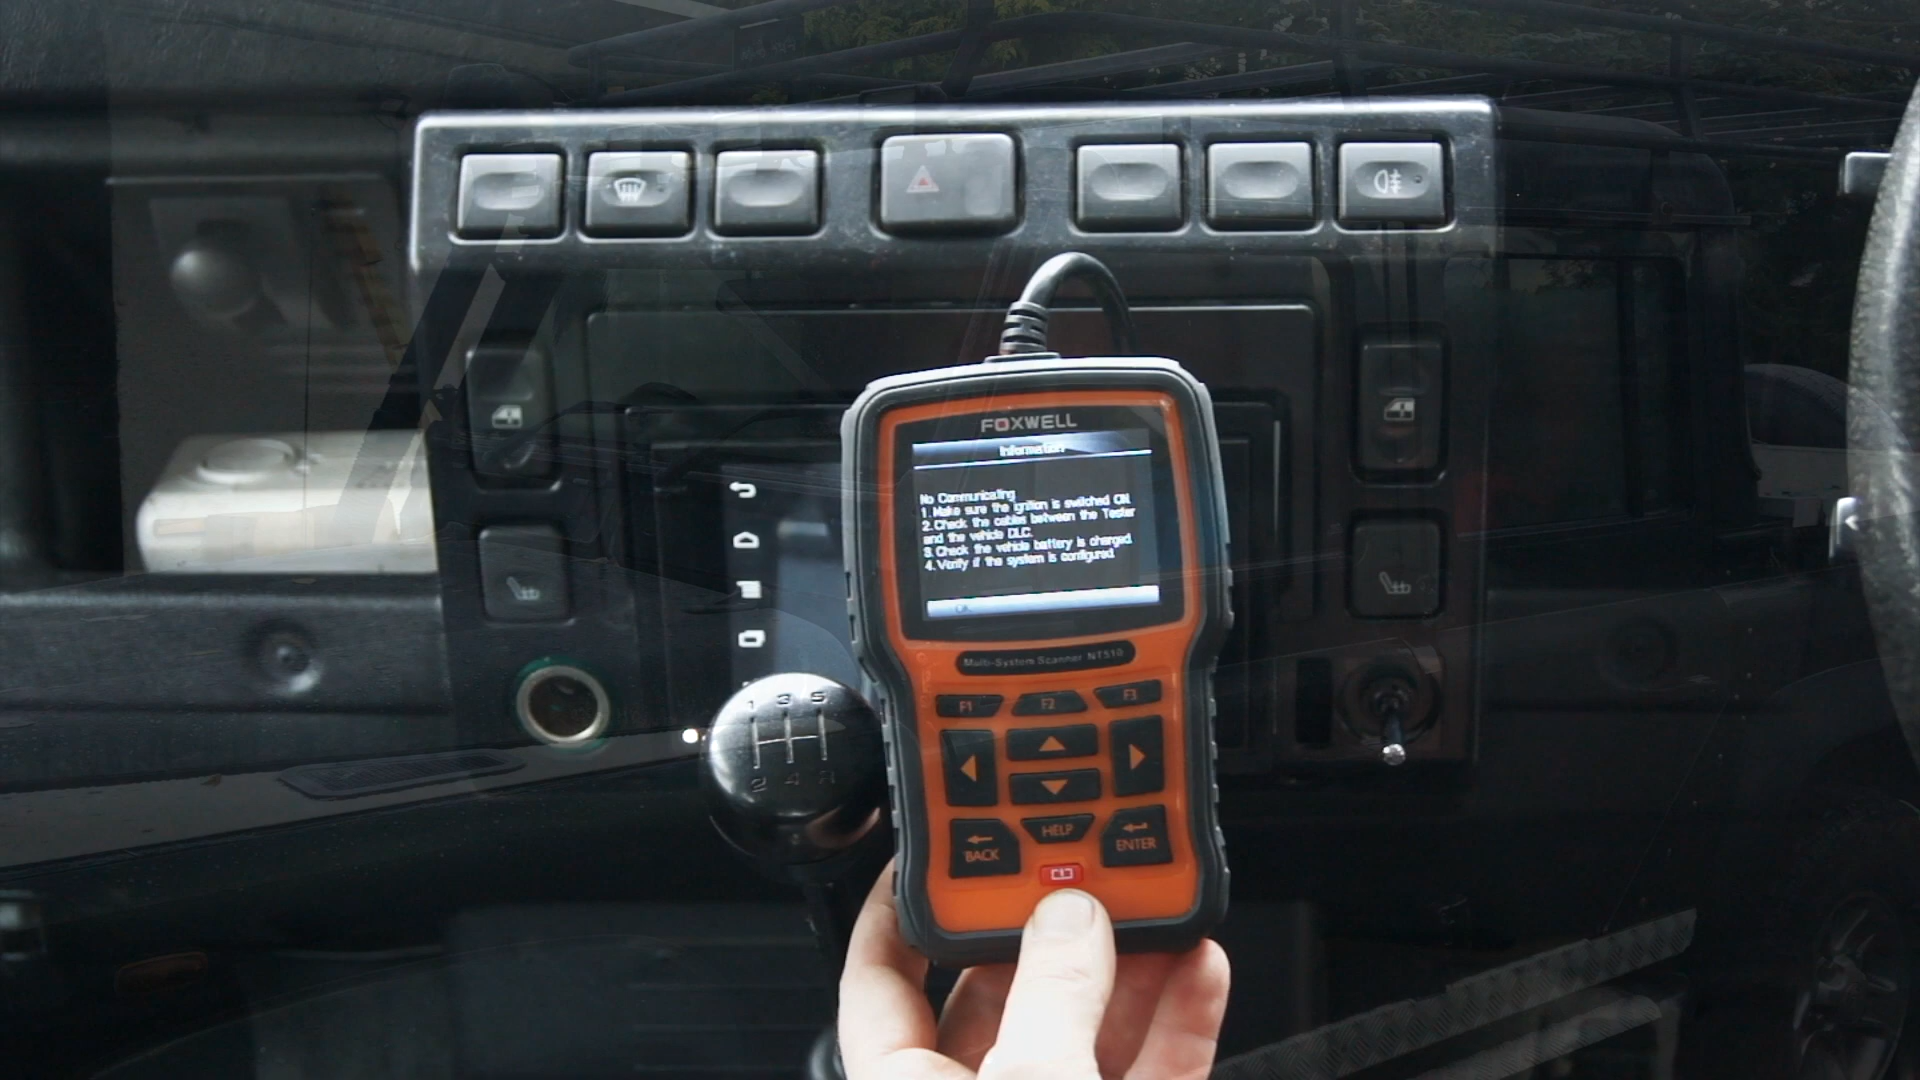 FOXWELL
Information
No Communicating
1. Make sure the ignition is switched ON.
2. Check the cables between the Tester
and the vehicle DLC.
3. Check the vehicle battery is charged.
4. Verify if the system is configured.
OK
Multi-System Scanner NT510
F1 F2 F3
1 3 5
2 4 R
HELP
BACK
ENTER